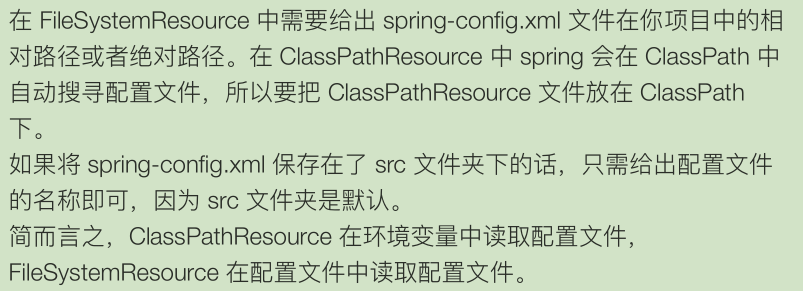 在 FileSystemResource 中需要给出 spring-config.xml 文件在你项目中的相
对路径或者绝对路径。在 ClassPathResource 中 spring 会在 ClassPath 中
自动搜寻配置文件，所以要把 ClassPathResource 文件放在 ClassPath
下。
如果将 spring-config.xml 保存在了 src 文件夹下的话，只需给出配置文件
的名称即可，因为 src 文件夹是默认。
简而言之，ClassPathResource 在环境变量中读取配置文件，
FileSystemResource 在配置文件中读取配置文件。